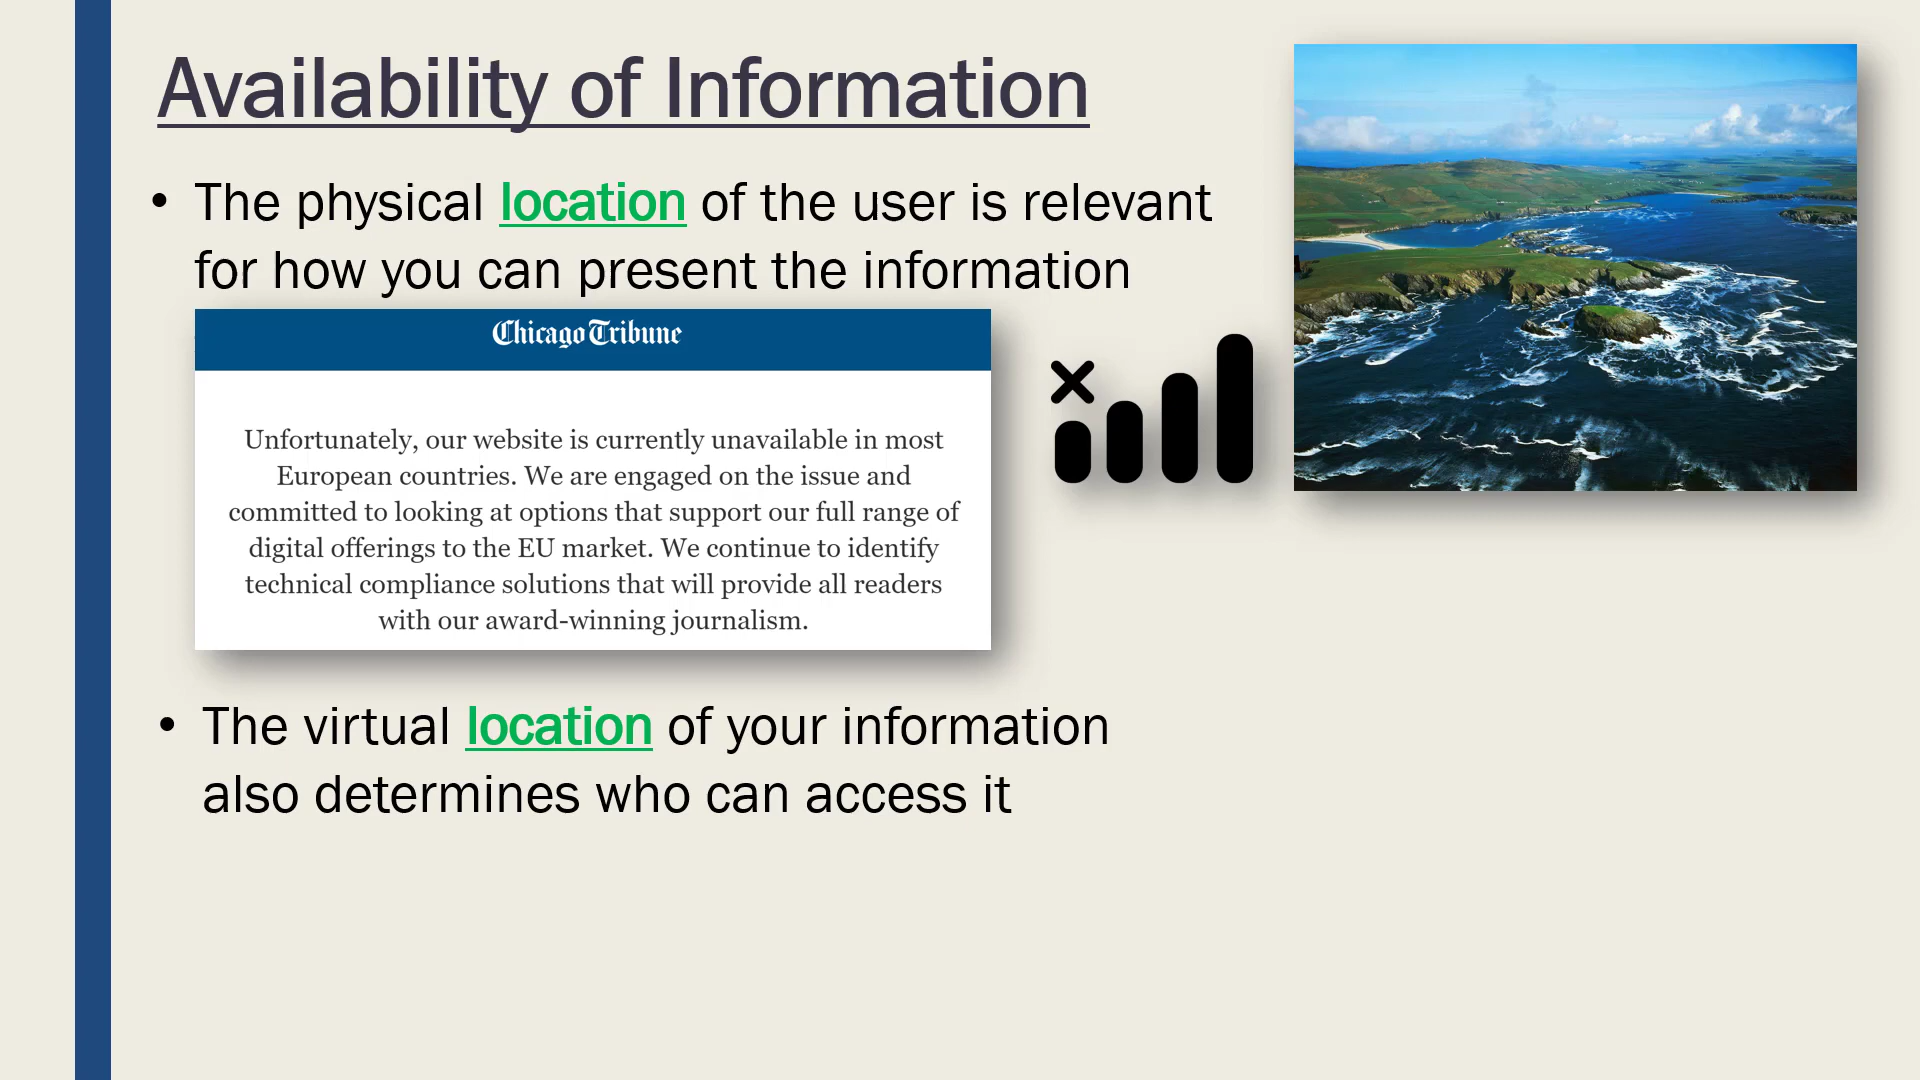 Availability of Information
• The physical location of the user is relevant
for how you can present the information
Chicago Tribune
Unfortunately, our website is currently unavailable in most
European countries. We are engaged on the issue and
committed to looking at options that support our full range of
digital offerings to the EU market. We continue to identify
technical compliance solutions that will provide all readers
with our award-winning journalism.
• The virtual location of your information
also determines who can access it